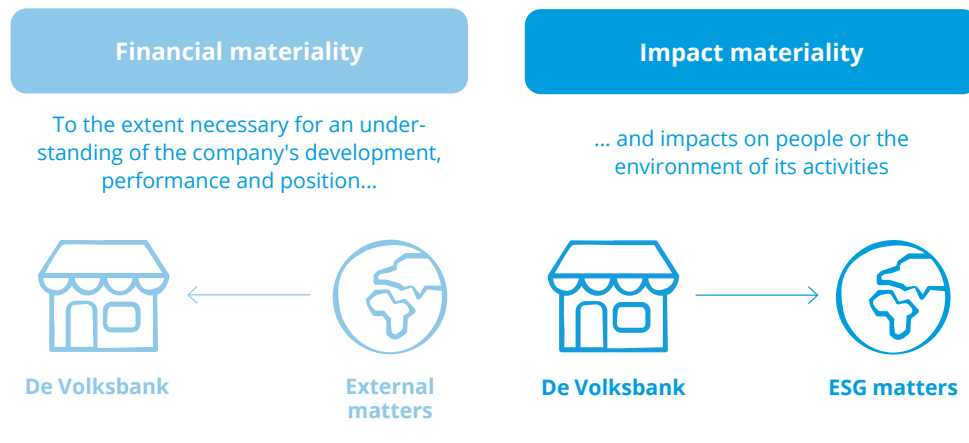 Financial materiality
To the extent necessary for an under-
standing of the company's development,
performance and position...
De Volksbank
External
matters
Impact materiality
... and impacts on people or the
environment of its activities
De Volksbank
ESG matters